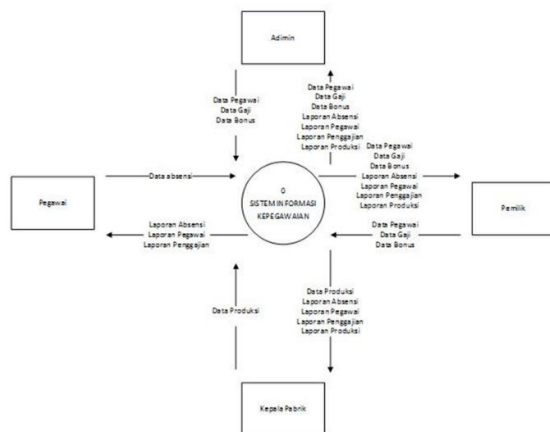 Adimin
Data Pegawai
Data Gaji
Data Bonus
Data Pegawai
Data Gaji
Data Bonus
Laporan Absensi
Laporan Pegawai
Laporan Penggajian
Laporan Produksi
Data Pegawai
Data Gaji
Data Bonus
Laporan Absensi
Laporan Pegawai
Laporan Penggajian
Laporan Produksi
Pegawai
Data absensi
0
SISTEM INFORMASI
KEPEGAWAIAN
Pemilik
Laporan Absensi
Laporan Pegawai
Laporan Penggajian
Data Pegawai
Data Gaji
Data Bonus
Data Produksi
Data Produksi
Laporan Absensi
Laporan Pegawai
Laporan Penggajian
Laporan Produksi
Kepala Pabrik